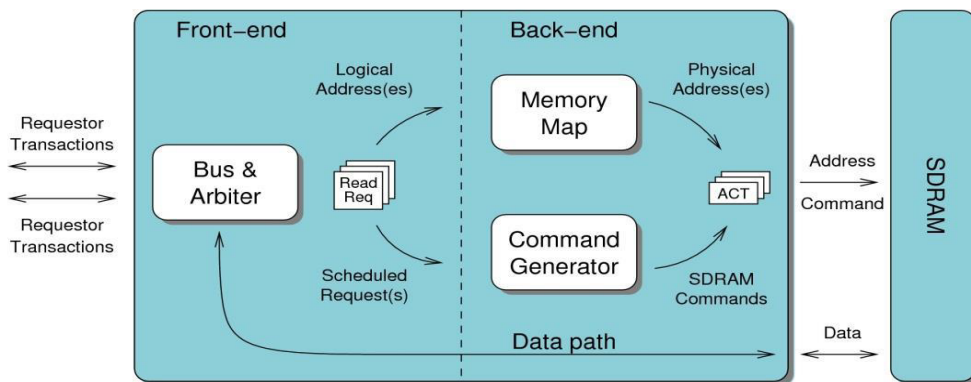 Front-end
Back-end
Logical
Address(es)
Physical
Address(es)
Requestor
Transactions
Memory
Map
Bus &
Arbiter
Read
Req
ACT
Address
Command
SDRAM
Requestor
Transactions
Command
Generator
Scheduled
Request(s)
SDRAM
Commands
Data path
Data